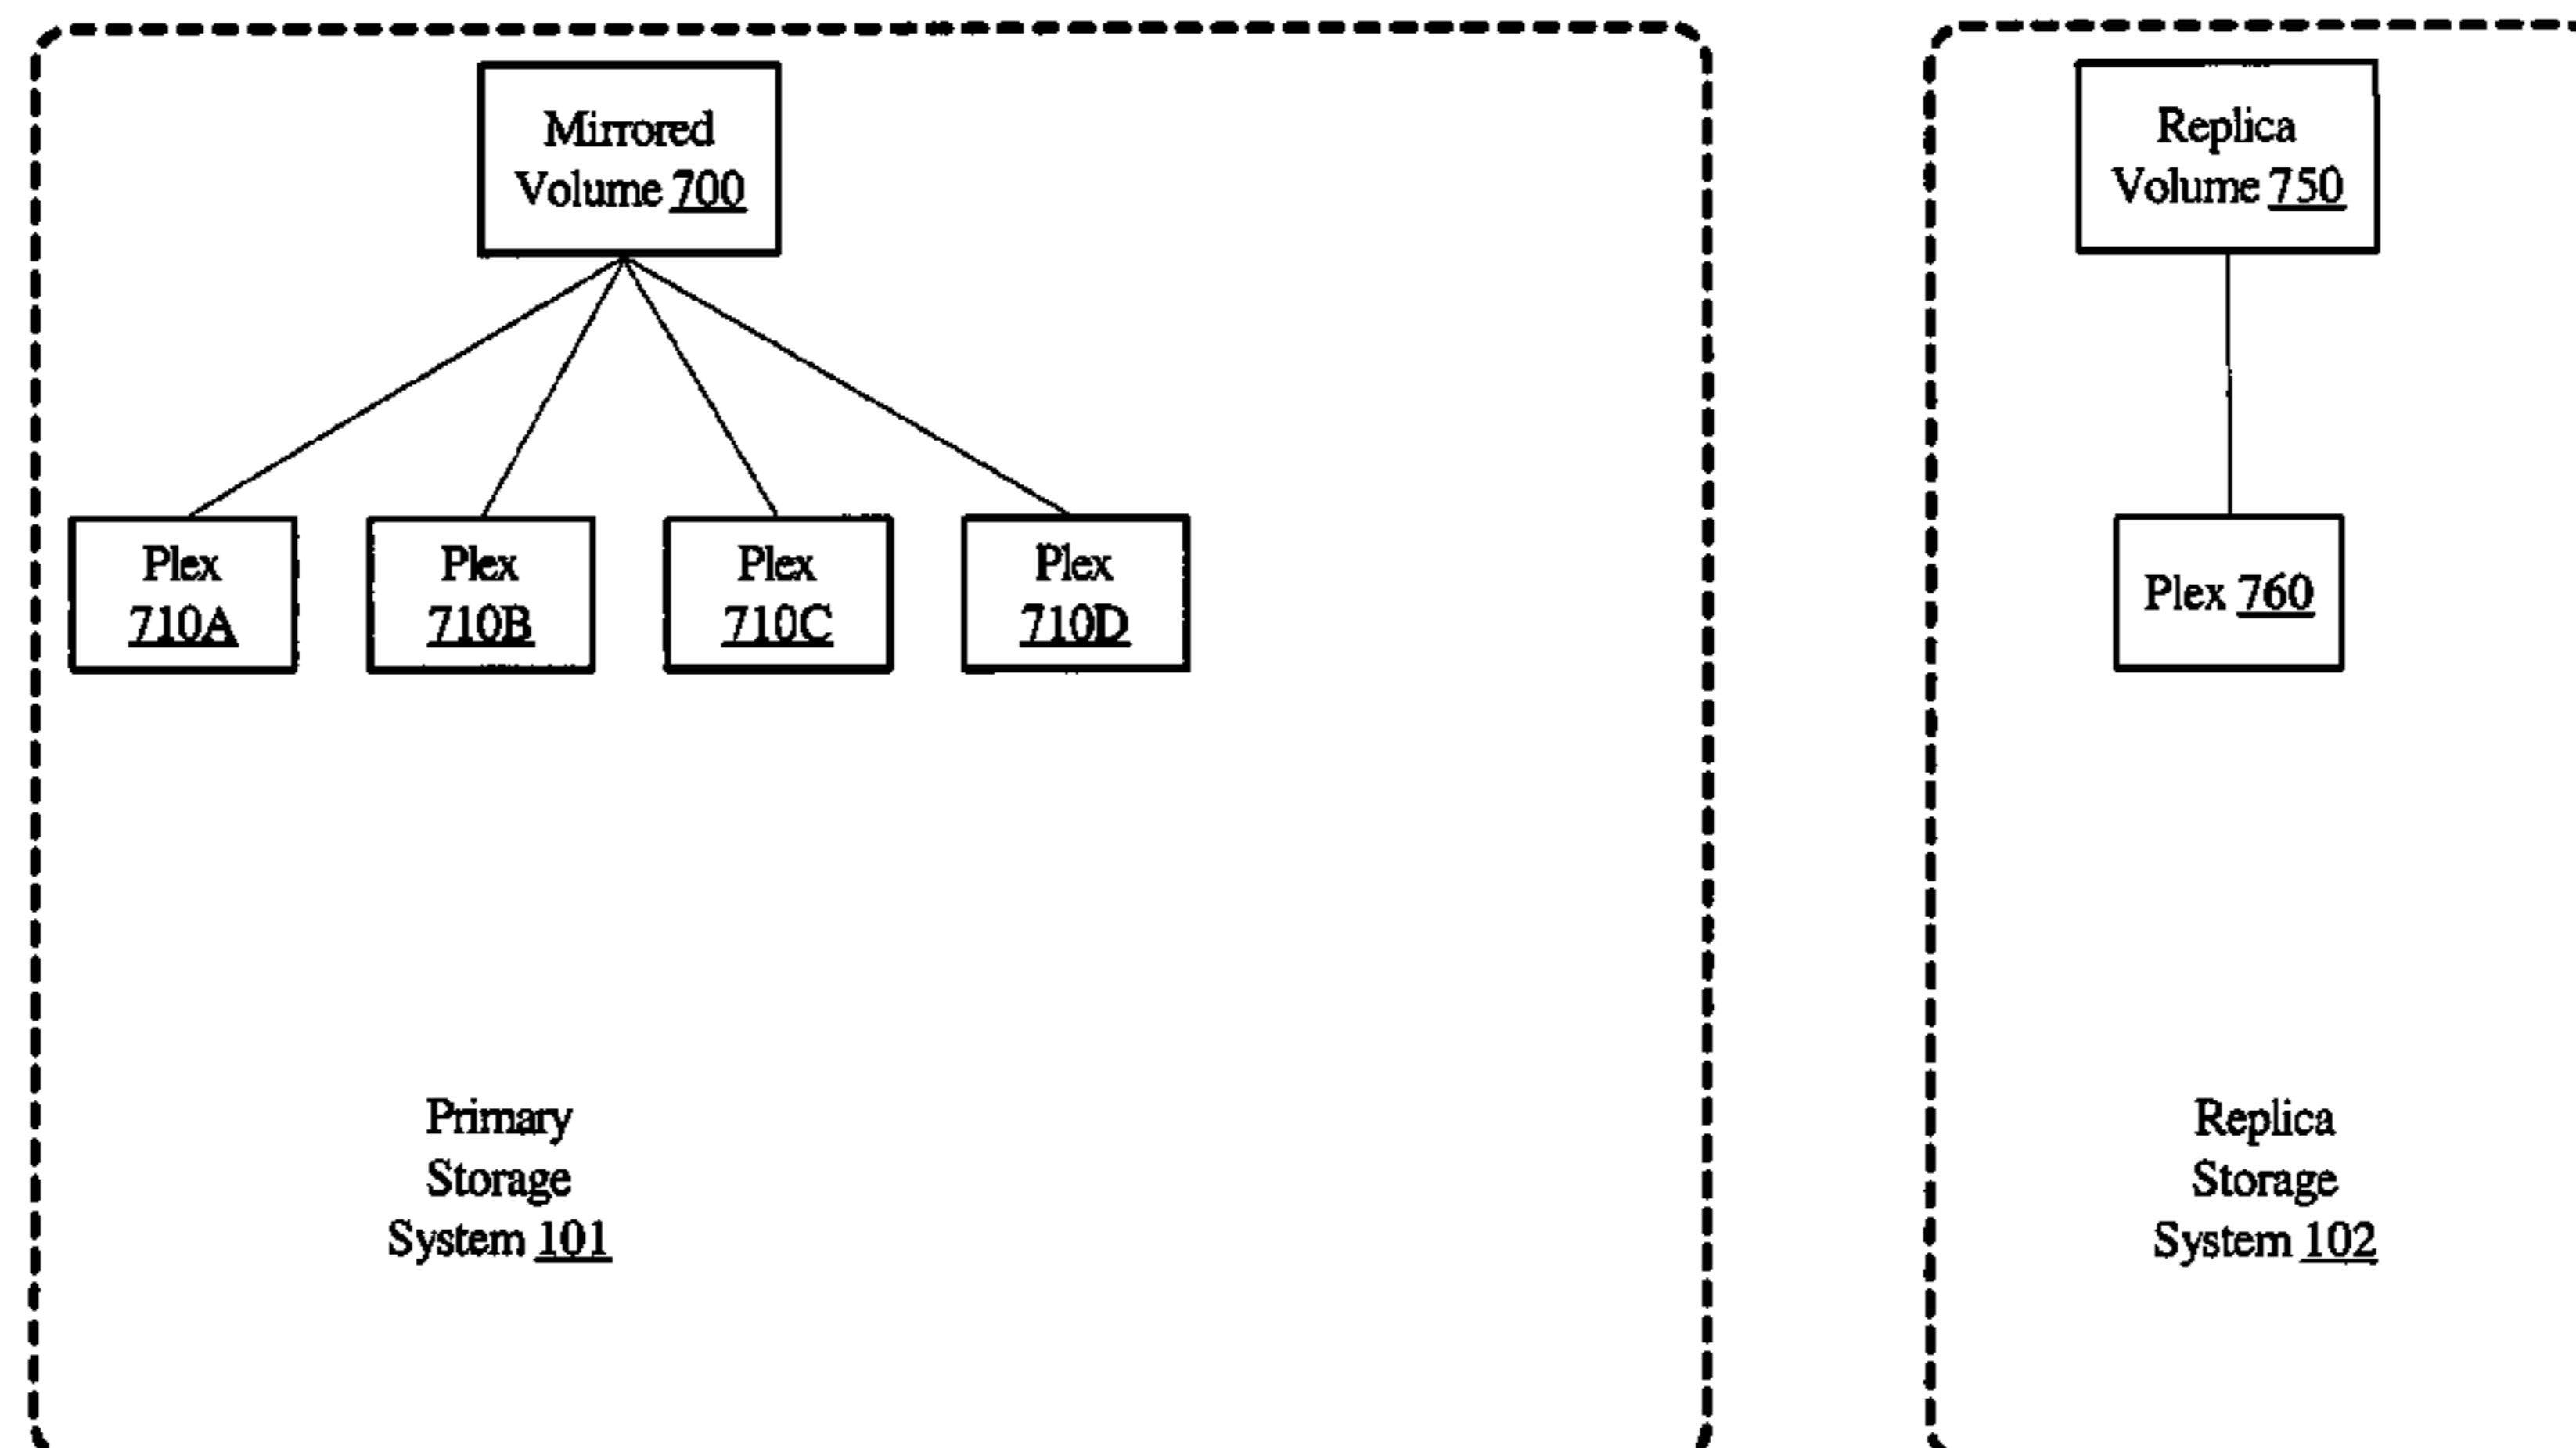 Mirrored
Volume 700
Plex
710A
Plex
710B
Plex
710C
Plex
710D
Primary
Storage
System 101
Replica
Volume 750
Plex 760
Replica
Storage
System 102